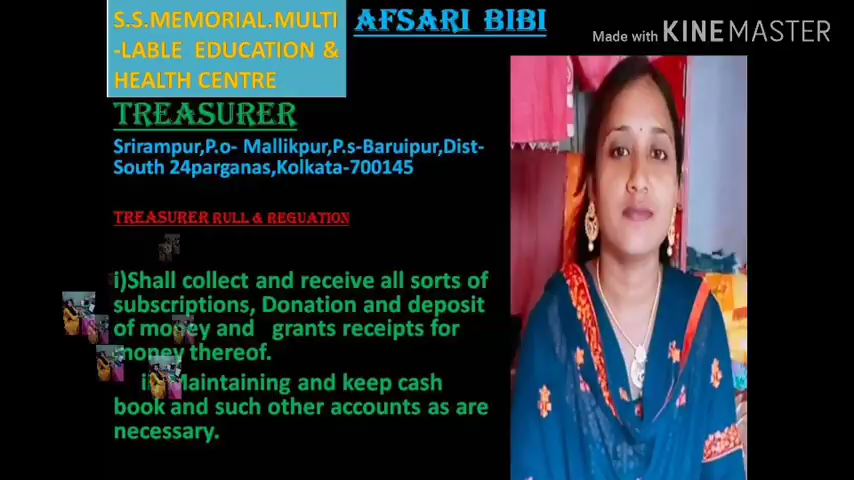 S.S.MEMORIAL.MULTI
-LABLE EDUCATION &
HEALTH CENTRE
AFSARI BIBI
Made with KINEMASTER
TREASURER
Srirampur,P.o- Mallikpur,P.s-Baruipur,Dist-
South 24parganas,Kolkata-700145
TREASURER RULL & REGUATION
i)Shall collect and receive all sorts of
subscriptions, Donation and deposit
of money and grants receipts for
money thereof.
Maintaining and keep cash
book and such other accounts as are
necessary.